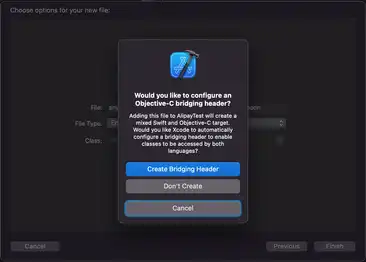 Choose options for your new file:
Would you like to configure an
Objective-C bridging header?
Adding this file to AlipayTest will create a
mixed Swift and Objective-C target.
Would you like Xcode to automatically
configure a bridging header to enable
classes to be accessed by both
languages?
File:
File Type:
Class:
Create Bridging Header
Don't Create
Cancel
Cancel
Previous
Finish